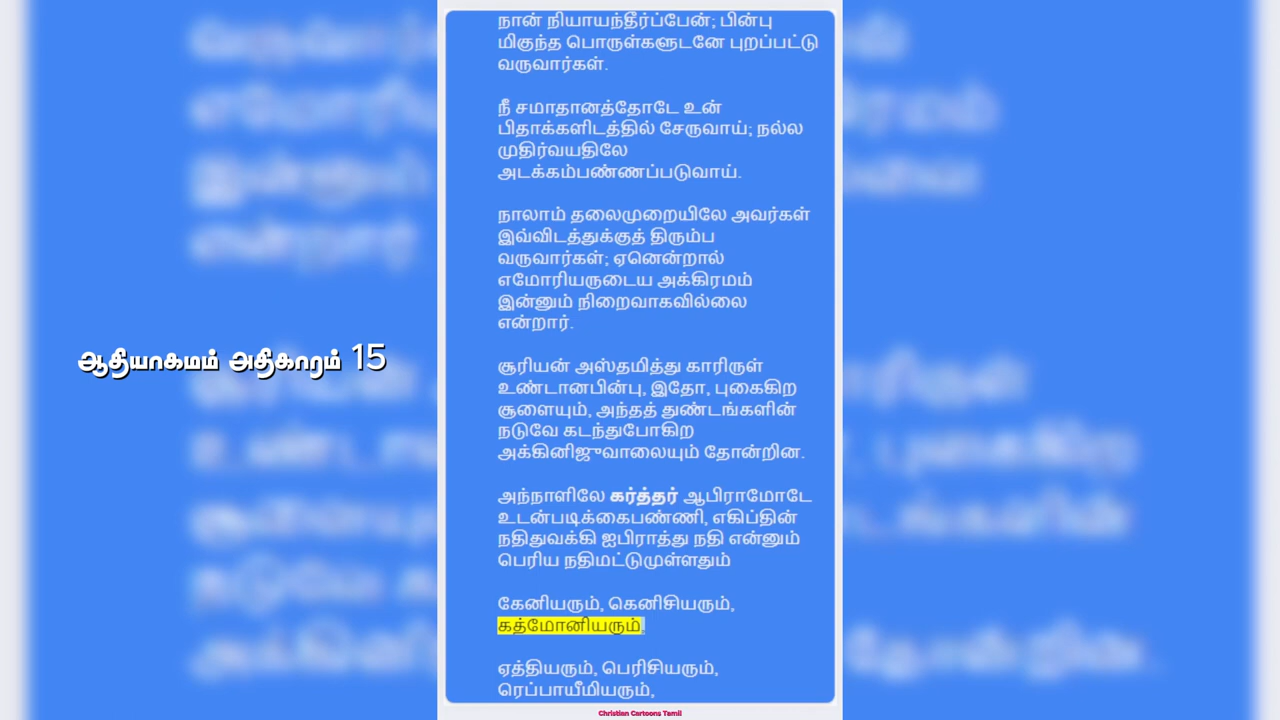 ஆதியாகமம் அதிகாரம் 15
நான் நியாயந்தீர்ப்பேன்; பின்பு
மிகுந்த பொருள்களுடனே புறப்பட்டு
வருவார்கள்.
நீ சமாதானத்தோடே உன்
பிதாக்களிடத்தில் சேருவாய்; நல்ல
முதிர்வயதிலே
அடக்கம்பண்ணப்படுவாய்.
நாலாம் தலைமுறையிலே அவர்கள்
இவ்விடத்துக்குத் திரும்ப
வருவார்கள்; ஏனென்றால்
எமோரியருடைய அக்கிரமம்
இன்னும் நிறைவாகவில்லை
என்றார்.
சூரியன் அஸ்தமித்து காரிருள்
உண்டானபின்பு, இதோ, புகைகிற
சூளையும், அந்தத் துண்டங்களின்
நடுவே கடந்துபோகிற
அக்கினிஜுவாலையும் தோன்றின.
அந்நாளிலே கர்த்தர் ஆபிராமோடே
உடன்படிக்கைபண்ணி, எகிப்தின்
நதிதுவக்கி ஐபிராத்து நதி என்னும்
பெரிய நதிமட்டுமுள்ளதும்
கேனியரும், கெனிசியரும்,
கத்மோனியரும்,
ஏத்தியரும், பெரிசியரும்,
ரெப்பாயீமியரும்,
Christian Cartoons Tamil